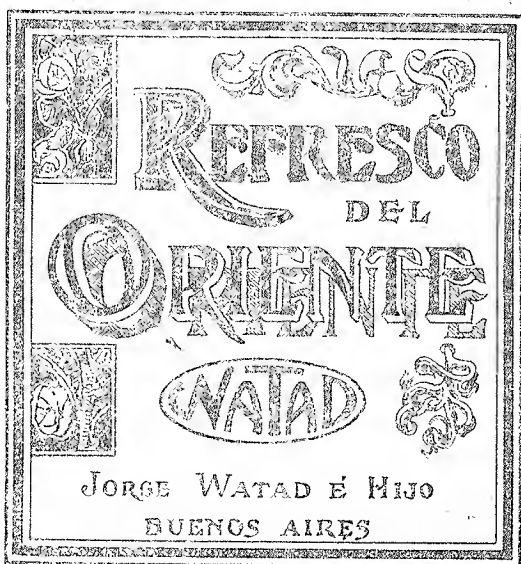 REFRESCO
DEL
ORIENTE
WATAD
JORGE WATAD É HIJO
BUENOS AIRES